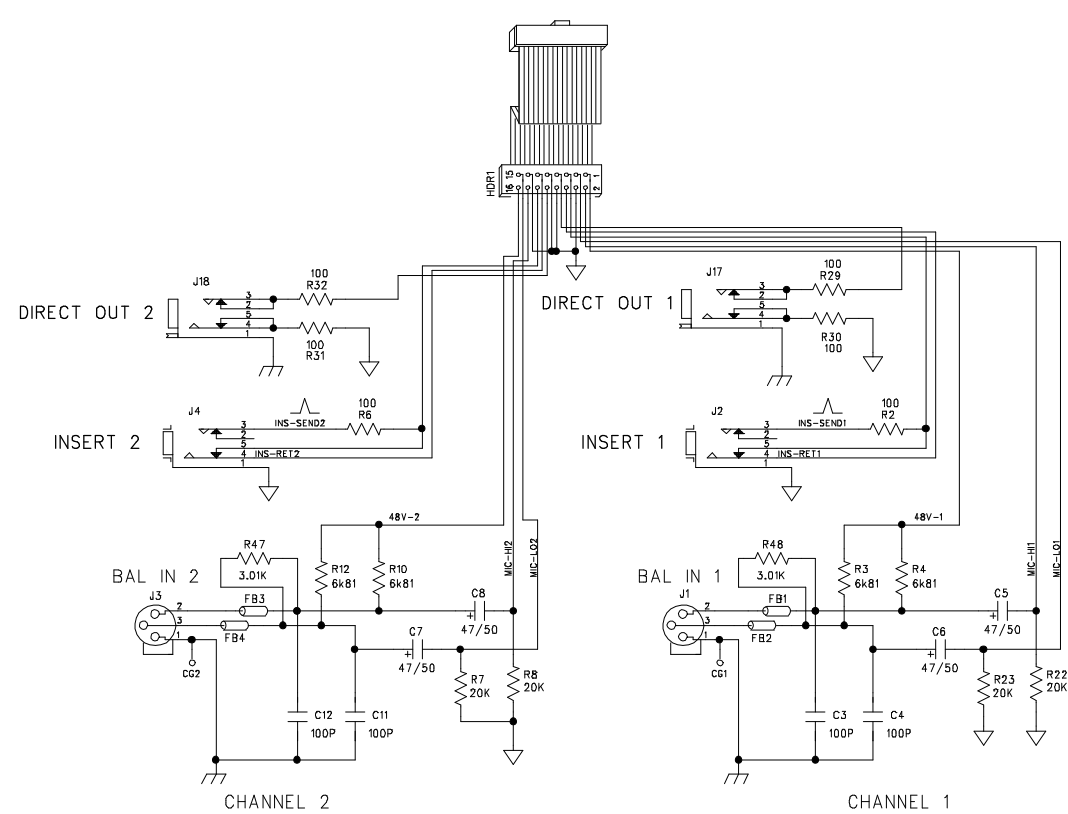 HDR1
15
1
16
2
J18
100
R32
3
2
5
4
1
DIRECT OUT 2
100
R31
J17
100
R29
3
2
5
4
1
DIRECT OUT 1
R30
100
J4
3
2
5
4
1
INSERT 2
INS-SEND2
INS-RET2
100
R6
J2
3
2
5
4
1
INSERT 1
INS-SEND1
INS-RET1
100
R2
48V-2
R47
3.01K
R12
6k81
R10
6k81
MIC-HI2
MIC-LO2
BAL IN 2
J3
2
3
1
FB3
FB4
CG2
C8
47/50
C7
47/50
R7
20K
R8
20K
C12
100P
C11
100P
CHANNEL 2
48V-1
R48
3.01K
R3
6k81
R4
6k81
MIC-HI1
MIC-LO1
BAL IN 1
J1
2
3
1
FB1
FB2
CG1
C5
47/50
C6
47/50
R23
20K
R22
20K
C3
100P
C4
100P
CHANNEL 1